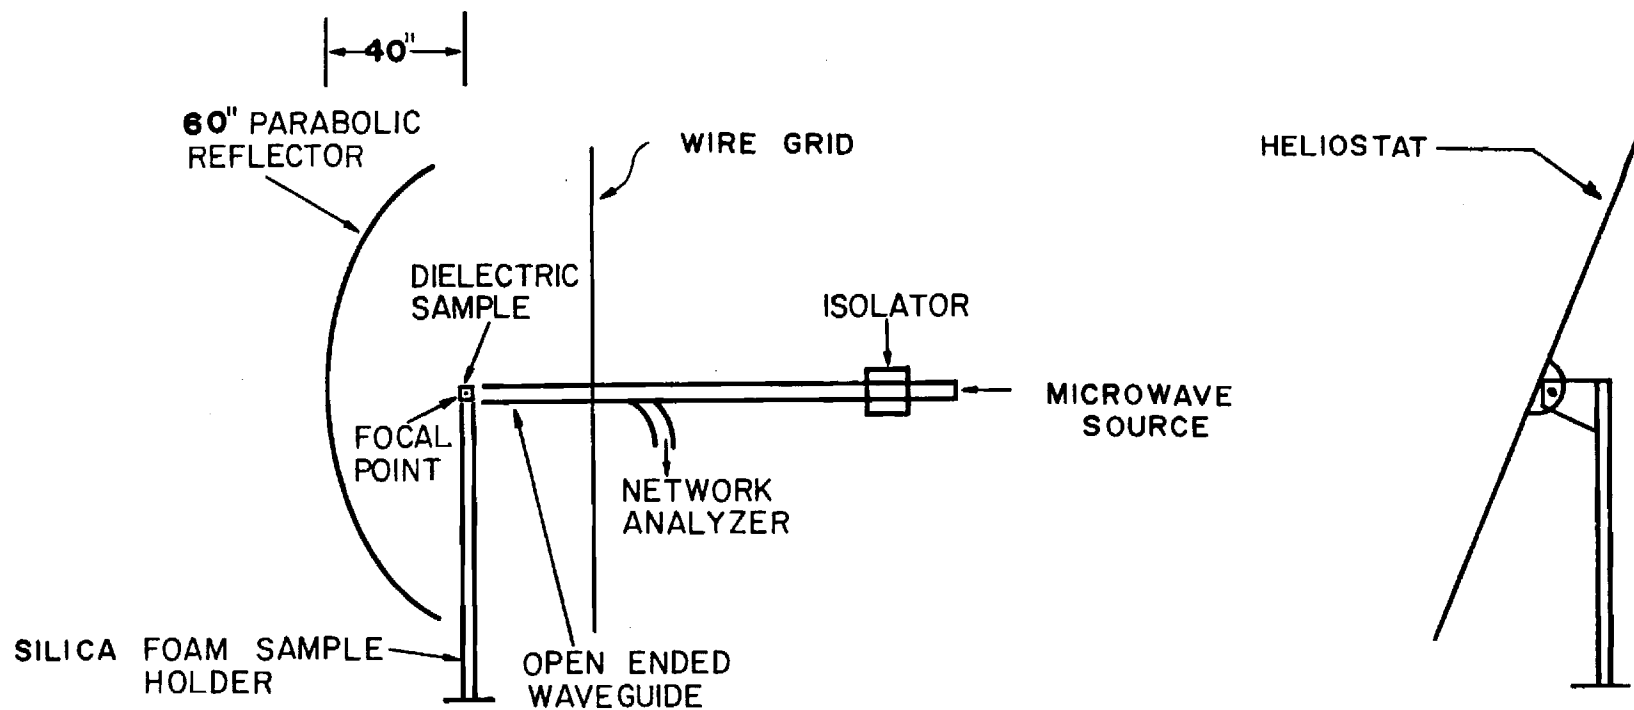 40"
60" PARABOLIC
REFLECTOR
WIRE GRID
HELIOSTAT
DIELECTRIC
SAMPLE
ISOLATOR
MICROWAVE
SOURCE
FOCAL
POINT
NETWORK
ANALYZER
SILICA FOAM SAMPLE
HOLDER
OPEN ENDED
WAVEGUIDE